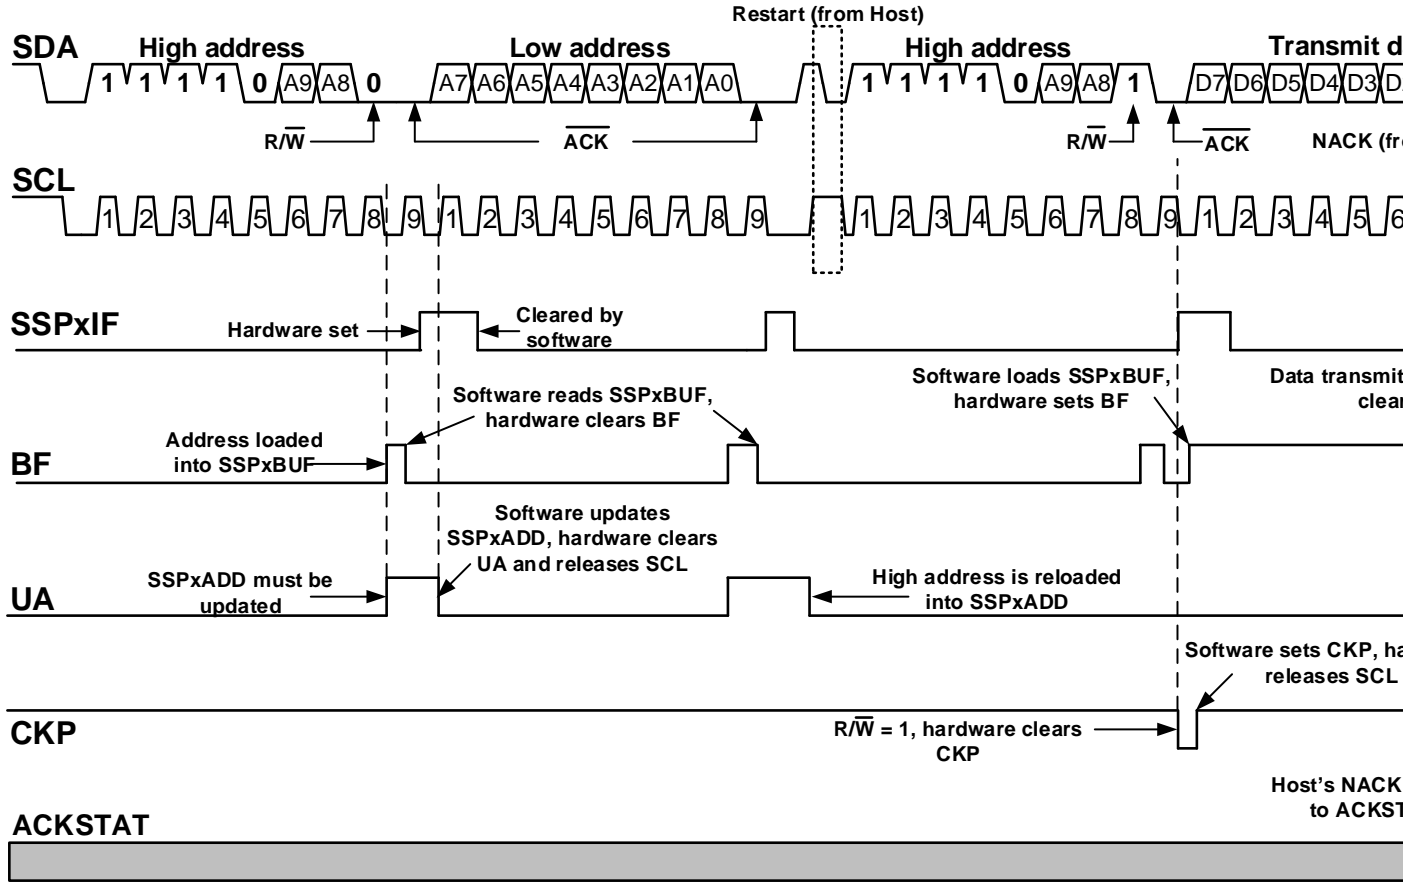 Restart (from Host)
SDA High address Low address High address Transmit d
1 1 1 1 0 A9 A8 0 A7 A6 A5 A4 A3 A2 A1 A0 1 1 1 1 0 A9 A8 1 D7 D6 D5 D4 D3 D
R/W ACK R/W ACK NACK (fr
SCL
1 2 3 4 5 6 7 8 9 1 2 3 4 5 6 7 8 9 1 2 3 4 5 6 7 8 9 1 2 3 4 5 6
SSPxIF
Hardware set
Cleared by
software
Software reads SSPxBUF,
hardware clears BF
Software loads SSPxBUF,
hardware sets BF
Data transmit
clear
BF
Address loaded
into SSPxBUF
Software updates
SSPxADD, hardware clears
UA and releases SCL
UA
SSPxADD must be
updated
High address is reloaded
into SSPxADD
Software sets CKP, ha
releases SCL
CKP
R/W = 1, hardware clears
CKP
Host's NACK
to ACKST
ACKSTAT